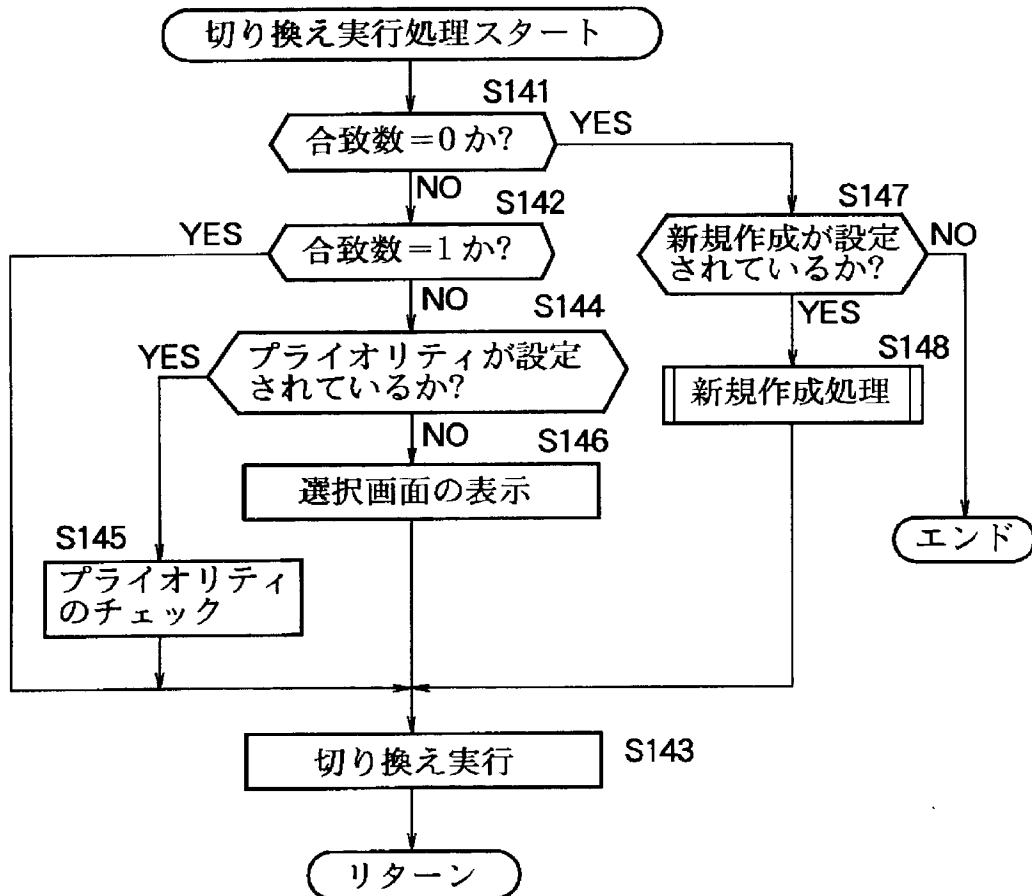 切り換え実行処理スタート
S141
合致数=0か?
YES
NO
S142
YES
合致数=1か?
NO
S147
新規作成が設定
されているか?
NO
YES
S144
YES
プライオリティが設定
されているか?
NO
S148
新規作成処理
S146
選択画面の表示
エンド
S145
プライオリティ
のチェック
切り換え実行
S143
リターン